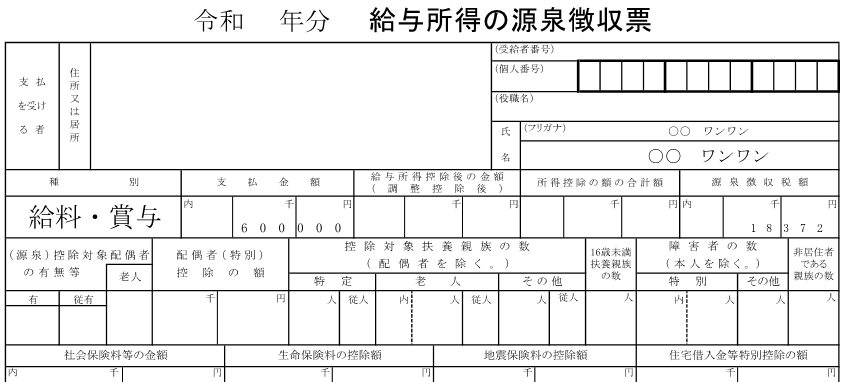 令和 年分 給与所得の源泉徴収票
支払を受ける者
住所又は居所
(受給者番号)
(個人番号)
(役職名)
氏名
(フリガナ) ○○ ワンワン
○○ ワンワン
種別 支払金額 給与所得控除後の金額(調整控除後) 所得控除の額の合計額 源泉徴収税額
給料・賞与 内 千 円 千 円 千 円 内 千 円
600000 18372
(源泉)控除対象配偶者の有無等 老人
配偶者(特別)控除の額
控除対象扶養親族の数(配偶者を除く。)
16歳未満扶養親族の数
障害者の数(本人を除く。)
非居住者である親族の数
特定 老人 その他 特別 その他
有 従有 千 円 人 従人 内 人 従人 人 従人 人 内 人 人 人
社会保険料等の金額 生命保険料の控除額 地震保険料の控除額 住宅借入金等特別控除の額
内 千 円 千 円 千 円 千 円